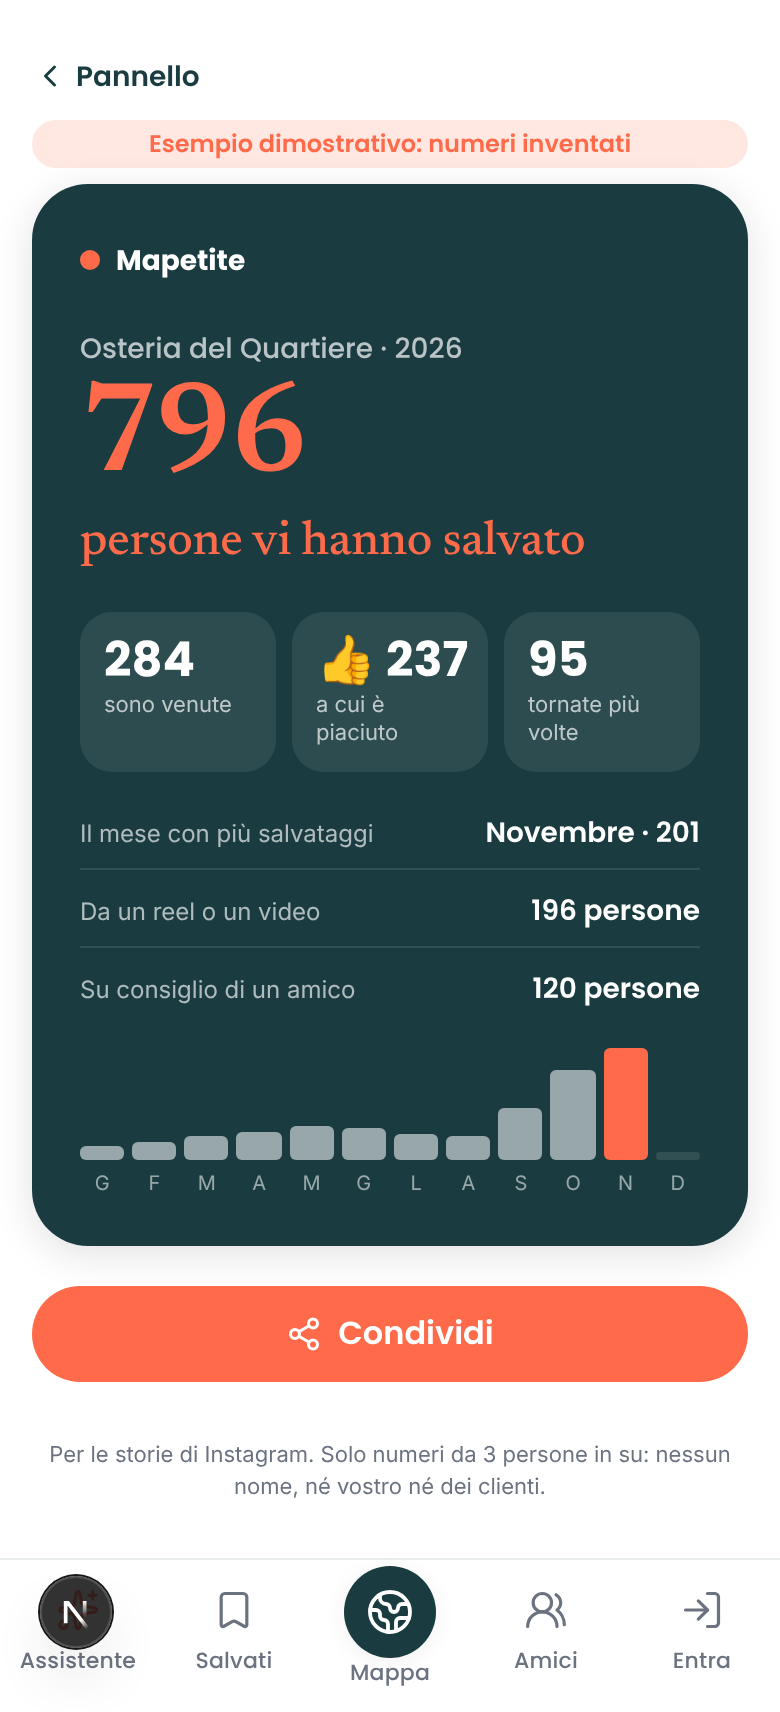 Pannello
Esempio dimostrativo: numeri inventati
Mapetite
Osteria del Quartiere · 2026
796
persone vi hanno salvato
284
sono venute
👍 237
a cui è
piaciuto
95
tornate più
volte
Il mese con più salvataggi
Novembre · 201
Da un reel o un video
196 persone
Su consiglio di un amico
120 persone
G F M A M G L A S O N D
Condividi
Per le storie di Instagram. Solo numeri da 3 persone in su: nessun
nome, né vostro né dei clienti.
N
Assistente
Salvati
Mappa
Amici
Entra